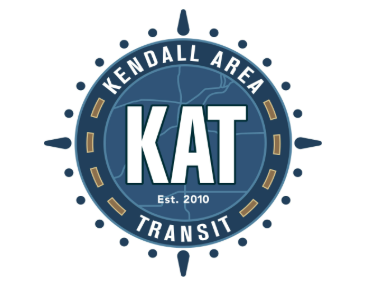 KENDALL AREA
KAT
Est. 2010
TRANSIT